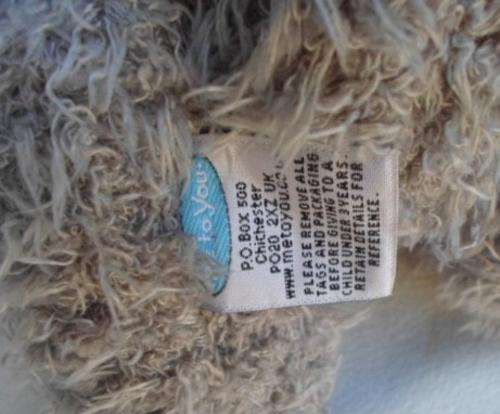 to you.
P.O.BOX 500
Chichester
PO20 2XZ UK
www.metoyou.co
PLEASE REMOVE ALL
TAGS AND PACKAGING
BEFORE GIVING TO A
CHILD UNDER 3 YEARS.
RETAIN DETAILS FOR
REFERENCE.